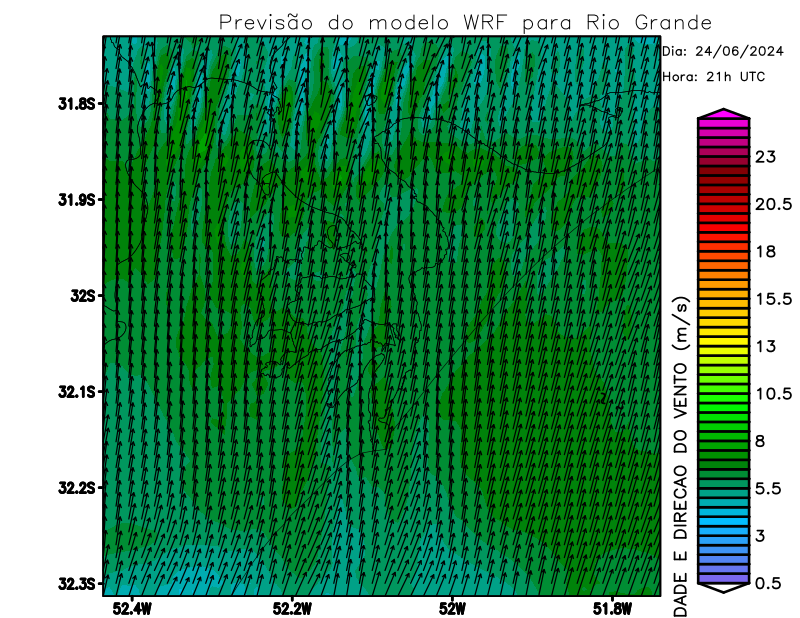 Previsão do modelo WRF para Rio Grande
Dia: 24/06/2024
Hora: 21h UTC
31.8S
31.9S
32S
32.1S
32.2S
32.3S
52.4W
52.2W
52W
51.8W
DADE E DIRECAO DO VENTO (m/s)
23
20.5
18
15.5
13
10.5
8
5.5
3
0.5